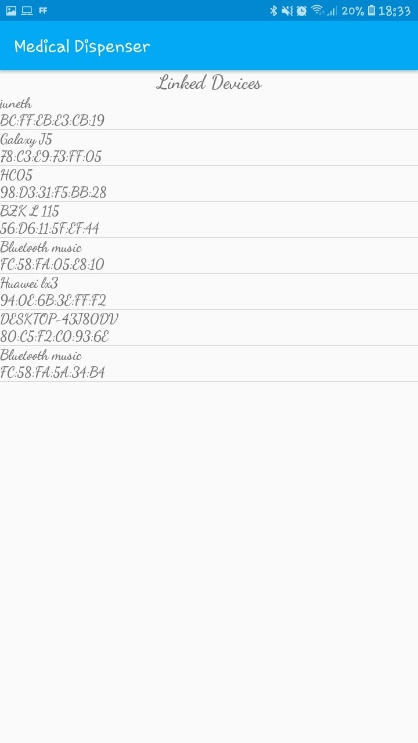 FF 20% 18:33
Medical Dispenser
Linked Devices
juneth
BC:FF:EB:E3:CB:19
Galaxy J5
78:C3:E9:73:FF:05
HC05
98:D3:31:F5:BB:28
BZK L 115
56:D6:11:5F:EF:44
Bluetooth music
FC:58:FA:05:E8:10
Huawei lx3
94:0E:6B:3E:FF:F2
DESKTOP-43J80DV
80:C5:F2:C0:93:6E
Bluetooth music
FC:58:FA:5A:34:B4